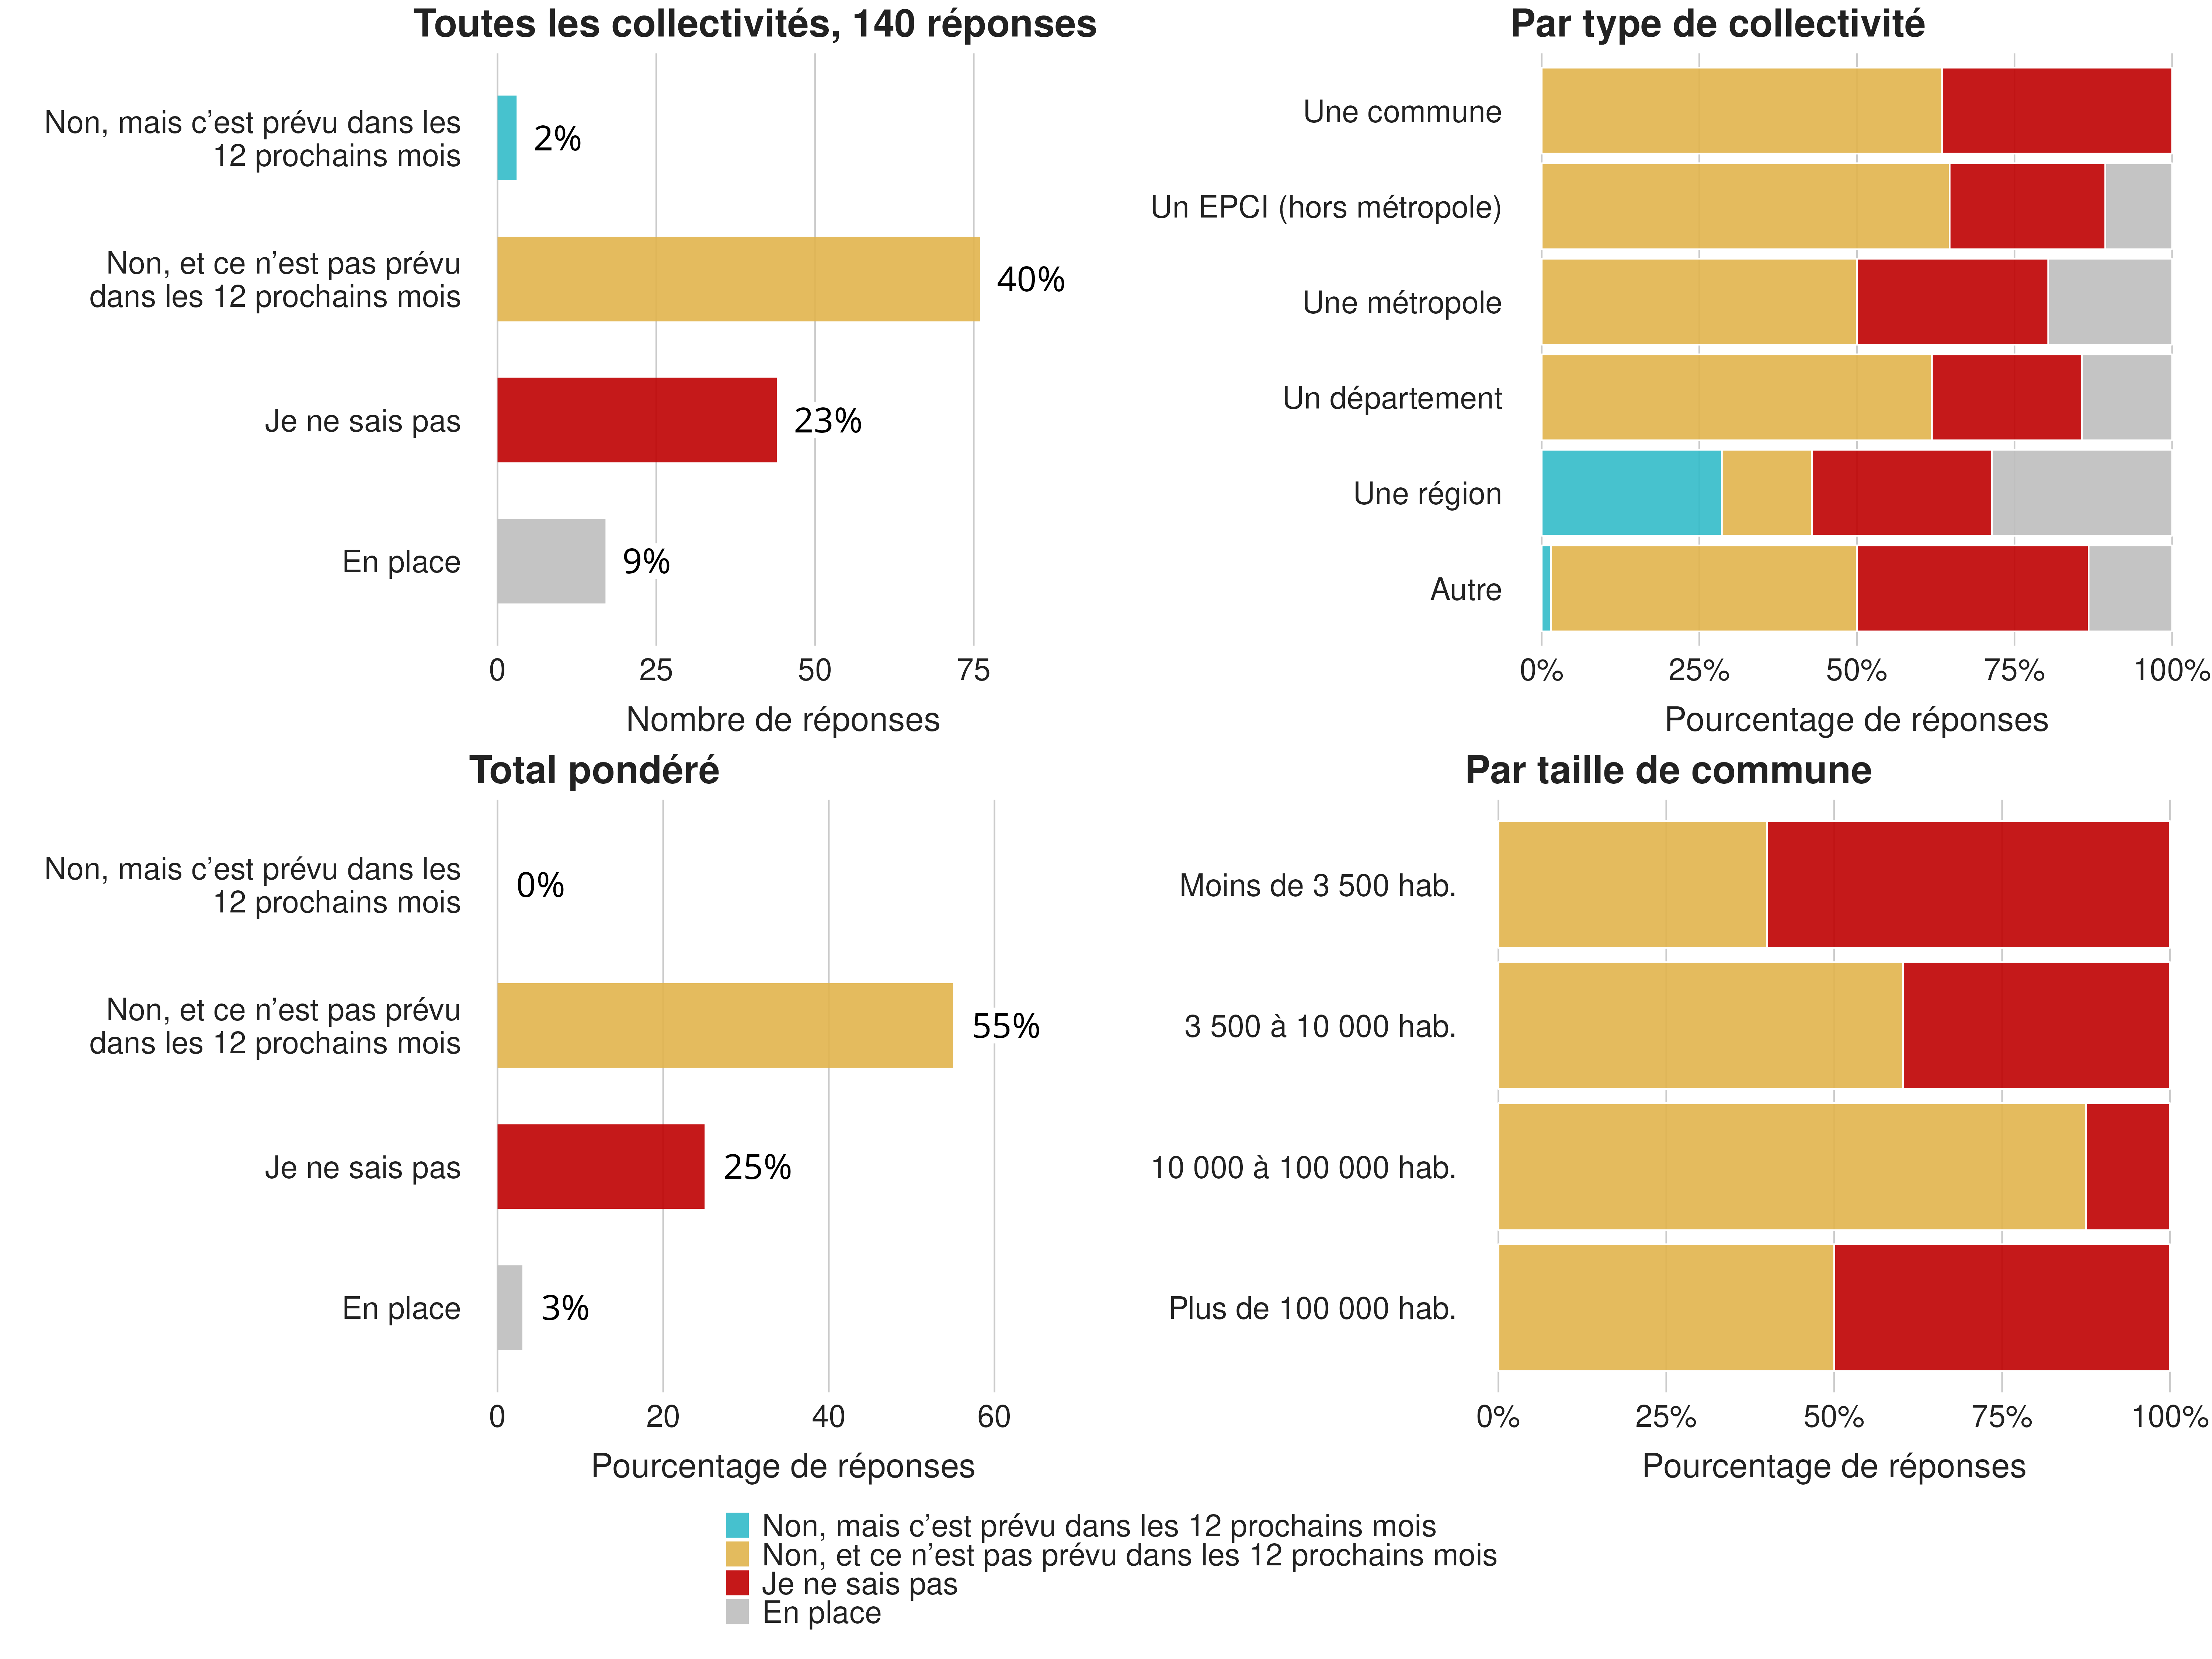 Toutes les collectivités, 140 réponses
Non, mais c’est prévu dans les
12 prochains mois
2%
Non, et ce n’est pas prévu
dans les 12 prochains mois
40%
Je ne sais pas
23%
En place
9%
0 25 50 75
Nombre de réponses
Par type de collectivité
Une commune
Un EPCI (hors métropole)
Une métropole
Un département
Une région
Autre
0% 25% 50% 75% 100%
Pourcentage de réponses
Total pondéré
Non, mais c’est prévu dans les
12 prochains mois
0%
Non, et ce n’est pas prévu
dans les 12 prochains mois
55%
Je ne sais pas
25%
En place
3%
0 20 40 60
Pourcentage de réponses
Par taille de commune
Moins de 3 500 hab.
3 500 à 10 000 hab.
10 000 à 100 000 hab.
Plus de 100 000 hab.
0% 25% 50% 75% 100%
Pourcentage de réponses
Non, mais c’est prévu dans les 12 prochains mois
Non, et ce n’est pas prévu dans les 12 prochains mois
Je ne sais pas
En place